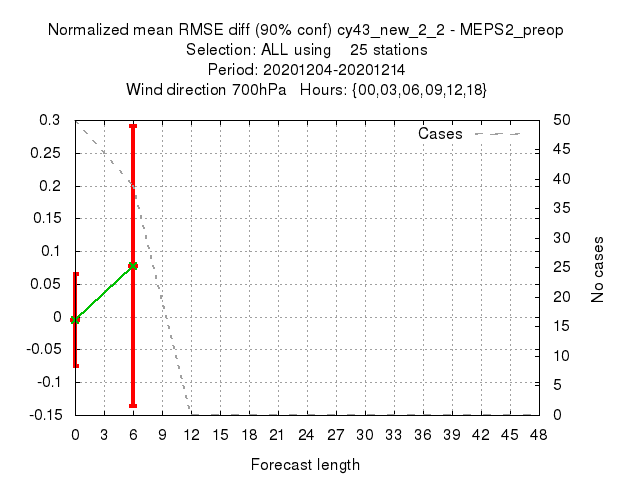 Normalized mean RMSE diff (90% conf) cy43_new_2_2 - MEPS2_preop
Selection: ALL using 25 stations
Period: 20201204-20201214
Wind direction 700hPa Hours: {00,03,06,09,12,18}
Cases
0.3
0.25
0.2
0.15
0.1
0.05
0
-0.05
-0.1
-0.15
50
45
40
35
30
25
20
15
10
5
0
No cases
0 3 6 9 12 15 18 21 24 27 30 33 36 39 42 45 48
Forecast length